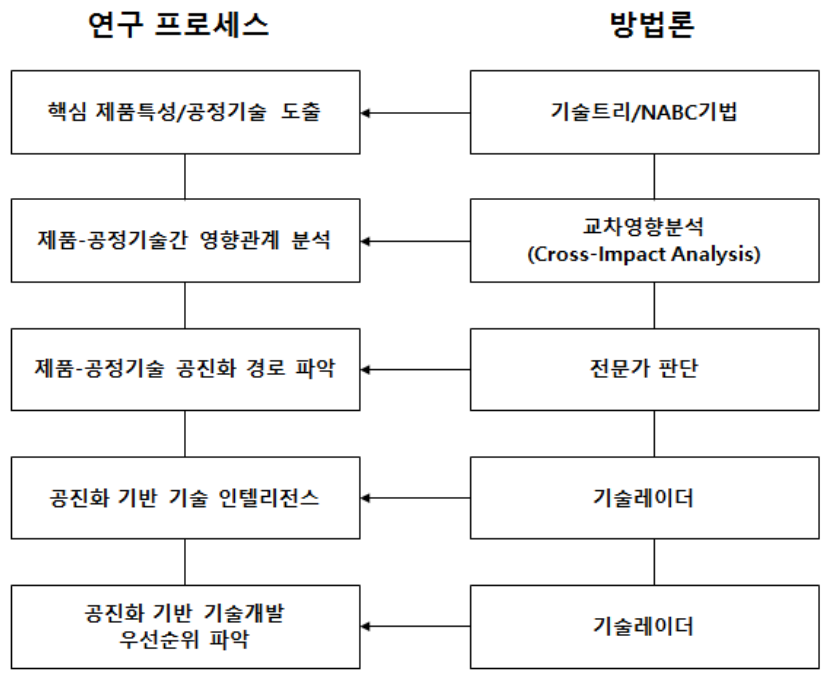 연구 프로세스
방법론
핵심 제품특성/공정기술 도출
기술트리/NABC기법
제품-공정기술간 영향관계 분석
교차영향분석
(Cross-Impact Analysis)
제품-공정기술 공진화 경로 파악
전문가 판단
공진화 기반 기술 인텔리전스
기술레이더
공진화 기반 기술개발
우선순위 파악
기술레이더